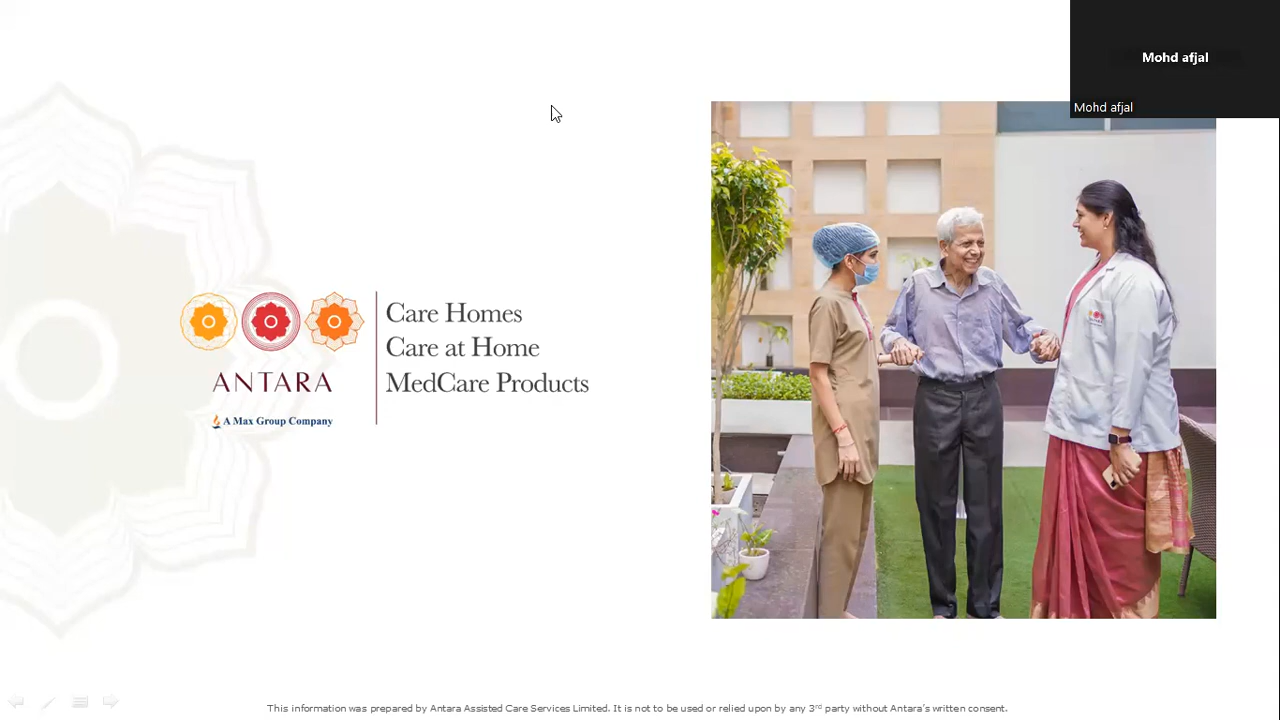 Mohd afjal
Mohd afjal
Care Homes
Care at Home
MedCare Products
ANTARA
A Max Group Company
This information was prepared by Antara Assisted Care Services Limited. It is not to be used or relied upon by any 3rd party without Antara's written consent.